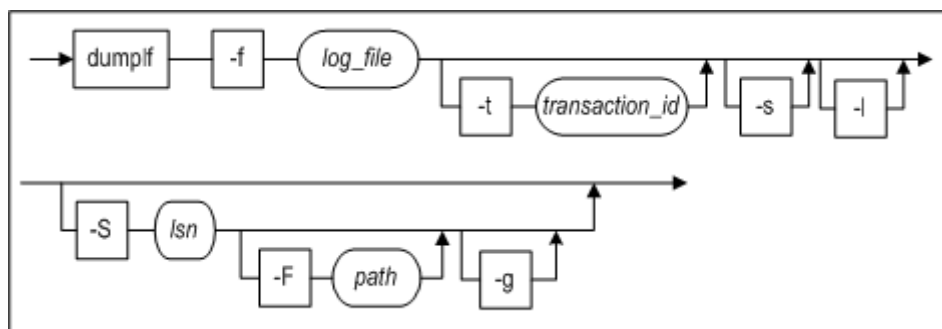 dumplf -f log_file
-t transaction_id -s -l
-S lsn
-F path -g